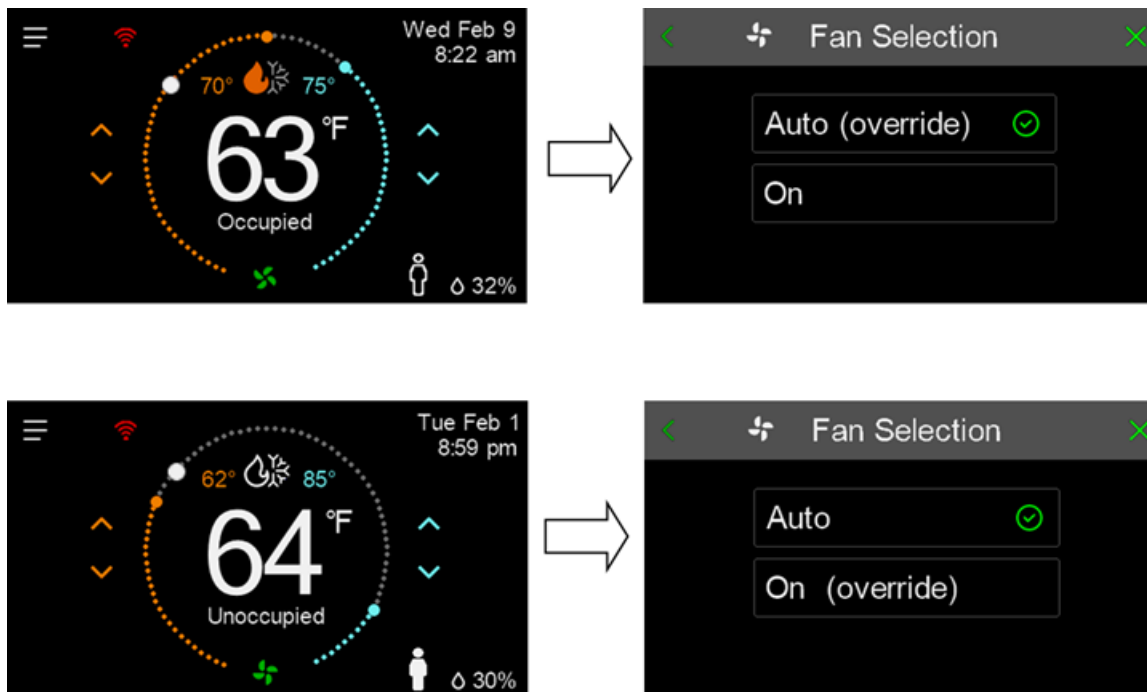 Wed Feb 9
8:22 am
70° 75°
63°F
Occupied
32%
Fan Selection
Auto (override)
On
Tue Feb 1
8:59 pm
62° 85°
64°F
Unoccupied
30%
Fan Selection
Auto
On (override)